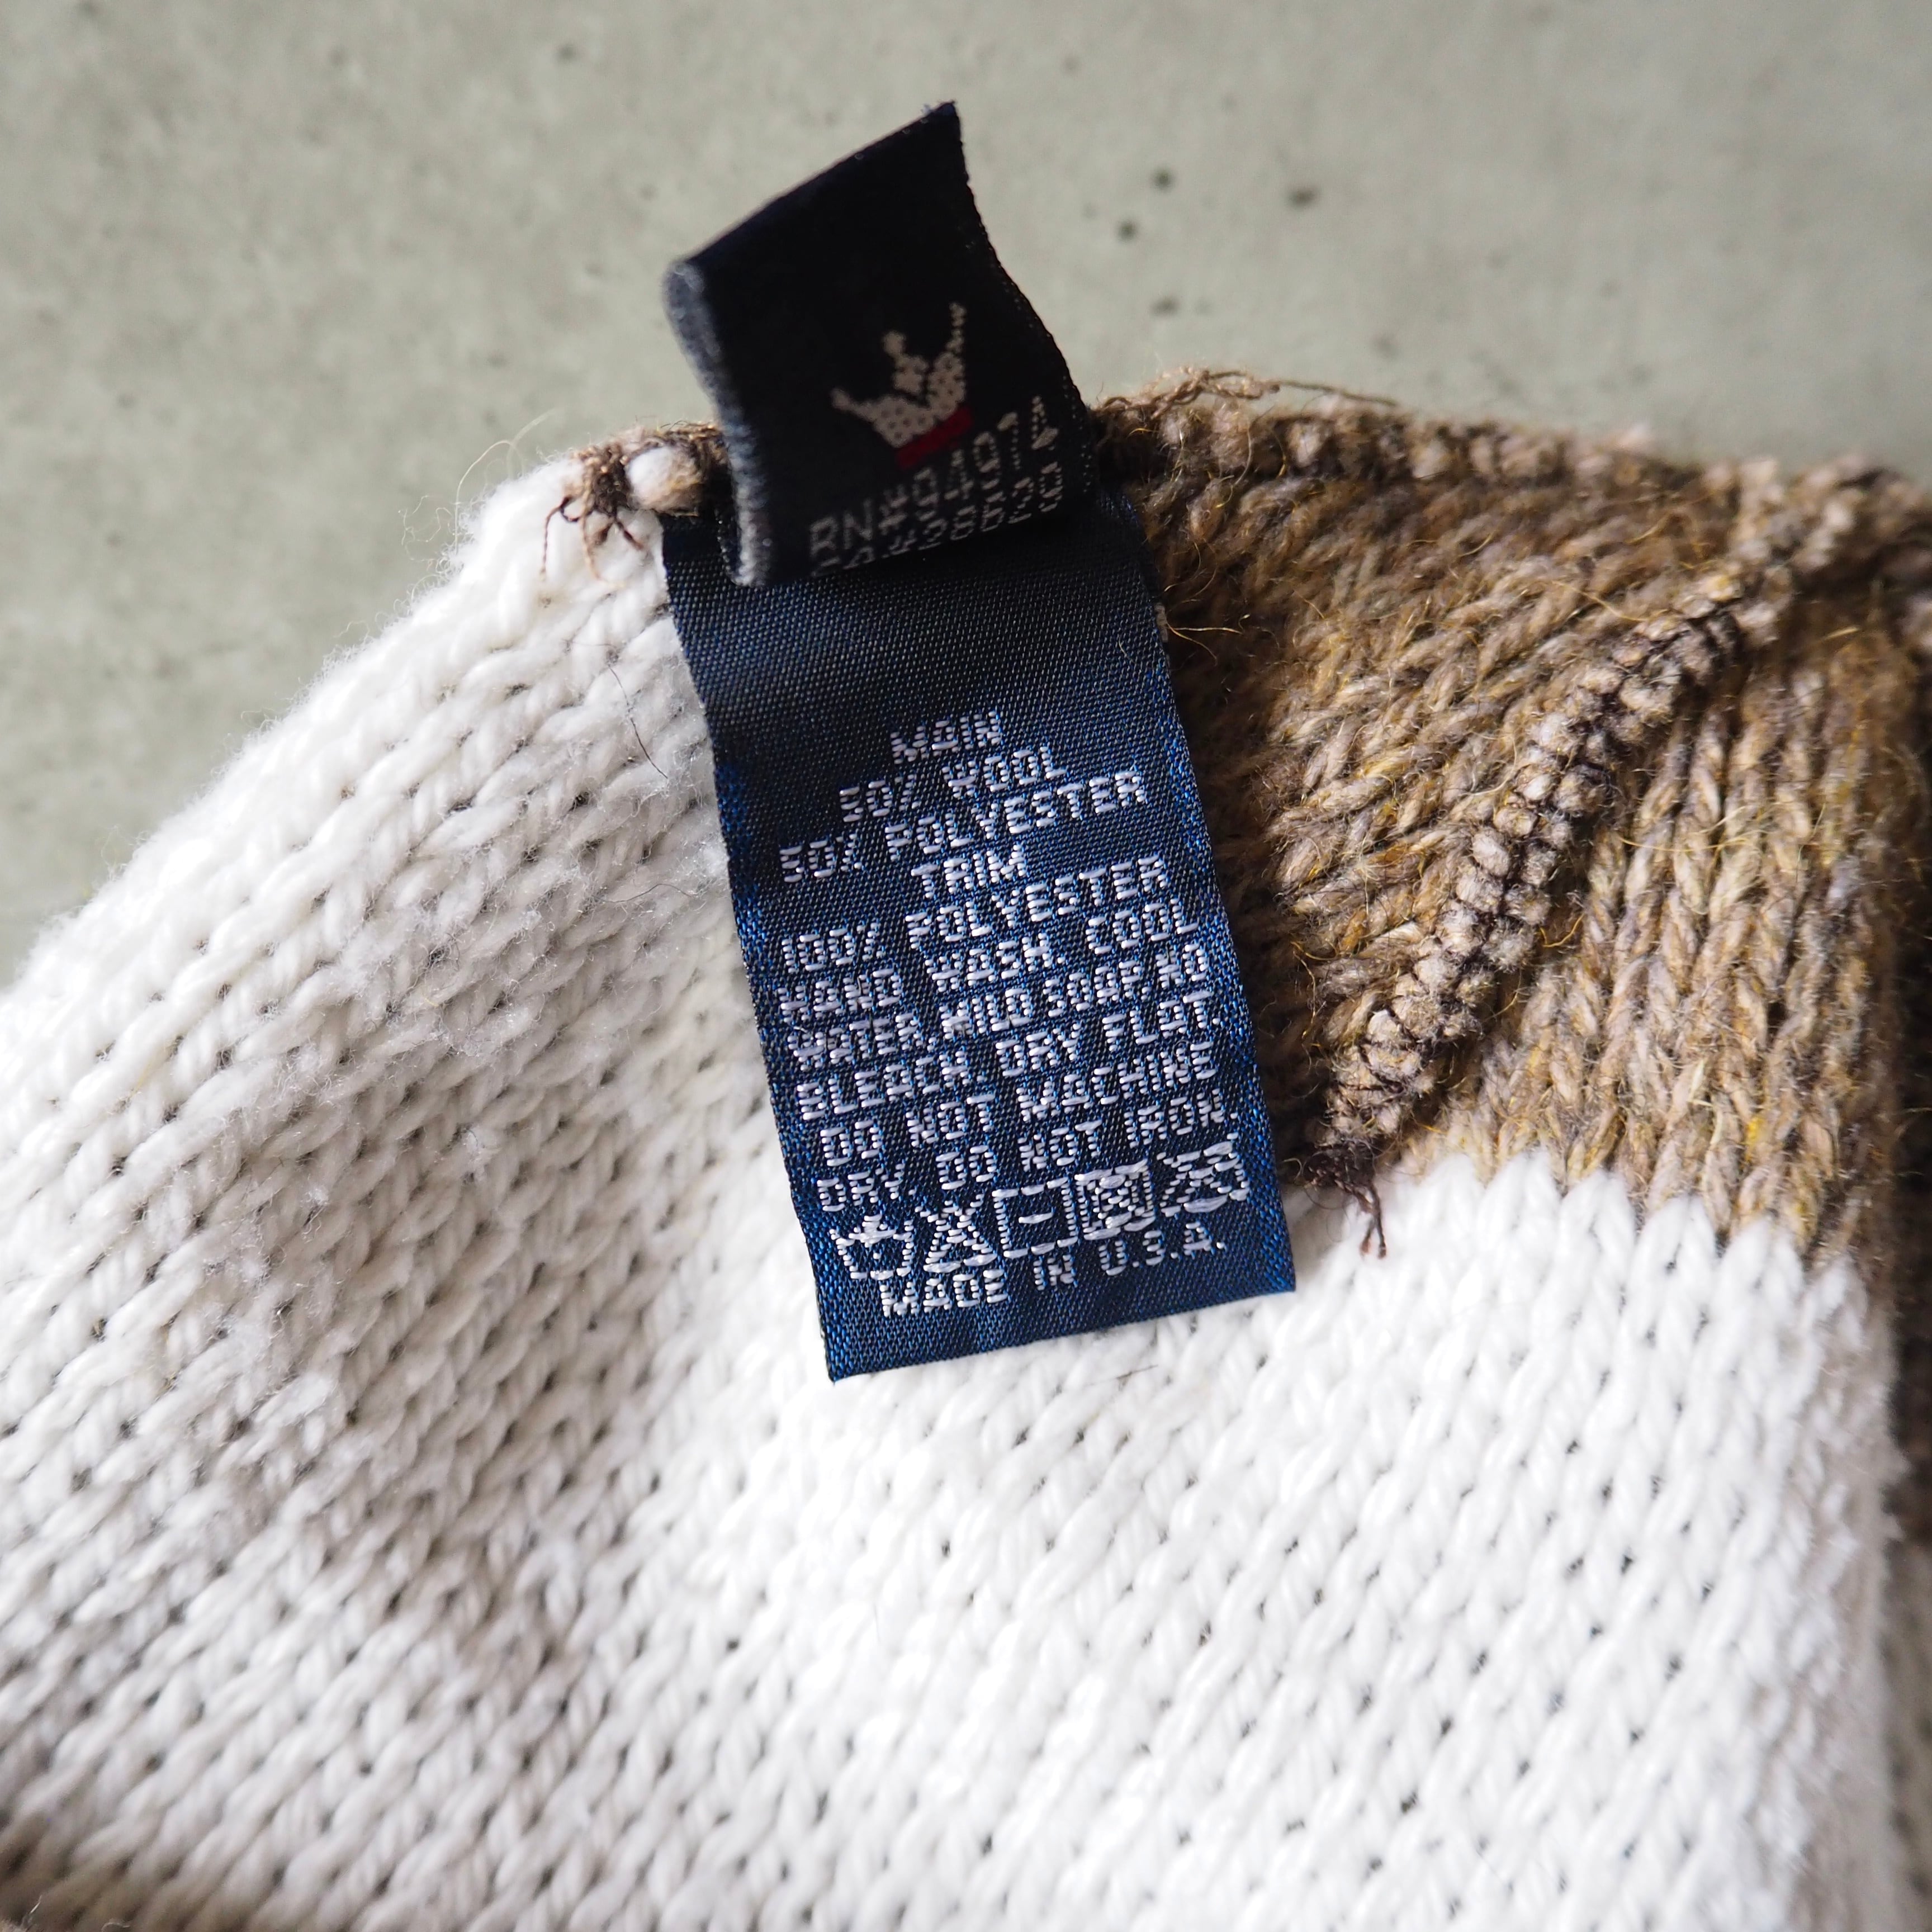 RN#94074
MAIN
50% WOOL
50% POLYESTER
TRIM
100% POLYESTER
HAND WASH. COOL
WATER. MILD SOAP/NO
BLEACH. DRY FLAT.
DO NOT MACHINE
DRY. DO NOT IRON.
MADE IN U.S.A.